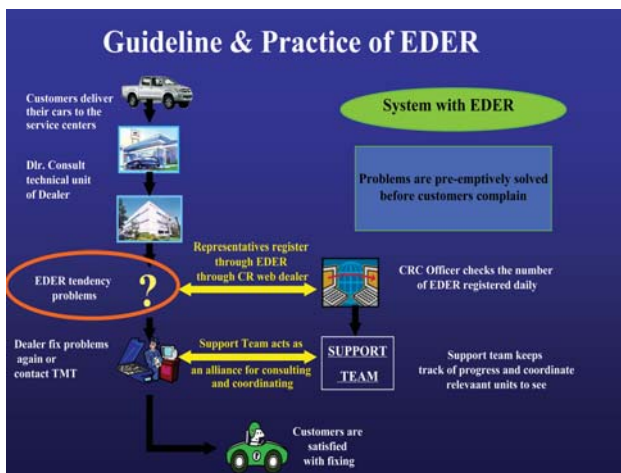 Guideline & Practice of EDER
Customers deliver
their cars to the
service centers
System with EDER
Dlr. Consult
technical unit
of Dealer
Problems are pre-emptively solved
before customers complain
Representatives register
through EDER
through CR web dealer
EDER tendency
problems
?
CRC Officer checks the number
of EDER registered daily
Dealer fix problems
again or
contact TMT
Support Team acts as
an alliance for consulting
and coordinating
SUPPORT
TEAM
Support team keeps
track of progress and coordinate
relevaant units to see
Customers are
satisfied
with fixing